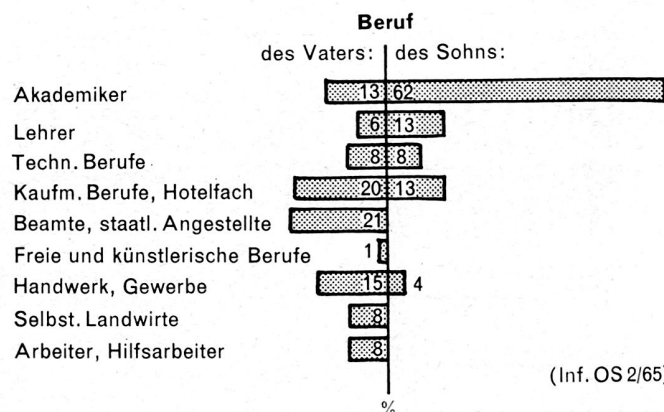 Beruf
des Vaters: des Sohns:
Akademiker 13 62
Lehrer 6 13
Techn. Berufe 8 8
Kaufm. Berufe, Hotelfach 20 13
Beamte, staatl. Angestellte 21
Freie und künstlerische Berufe 1
Handwerk, Gewerbe 15 4
Selbst. Landwirte 8
Arbeiter, Hilfsarbeiter 8
(Inf. OS 2/65)
%